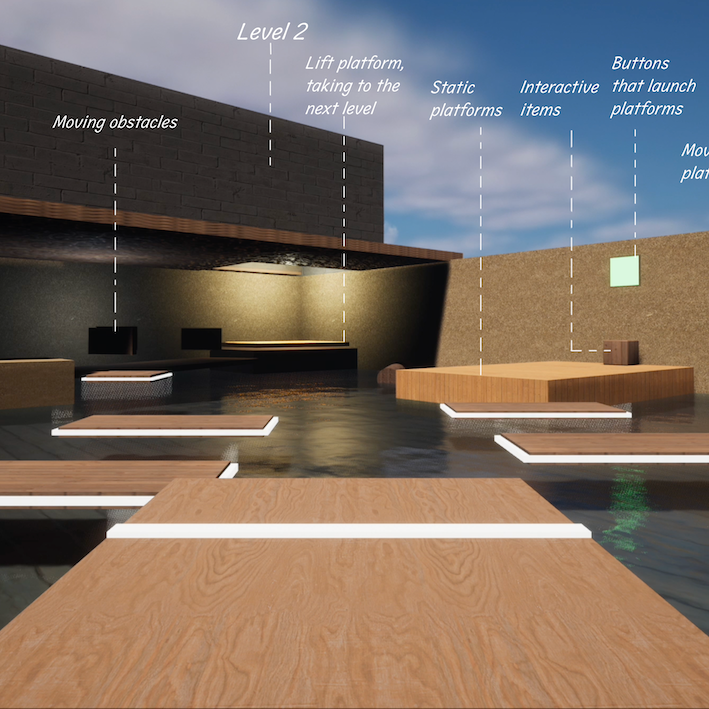 Level 2
Lift platform,
taking to the
next level
Static
platforms
Interactive
items
Buttons
that launch
platforms
Moving obstacles